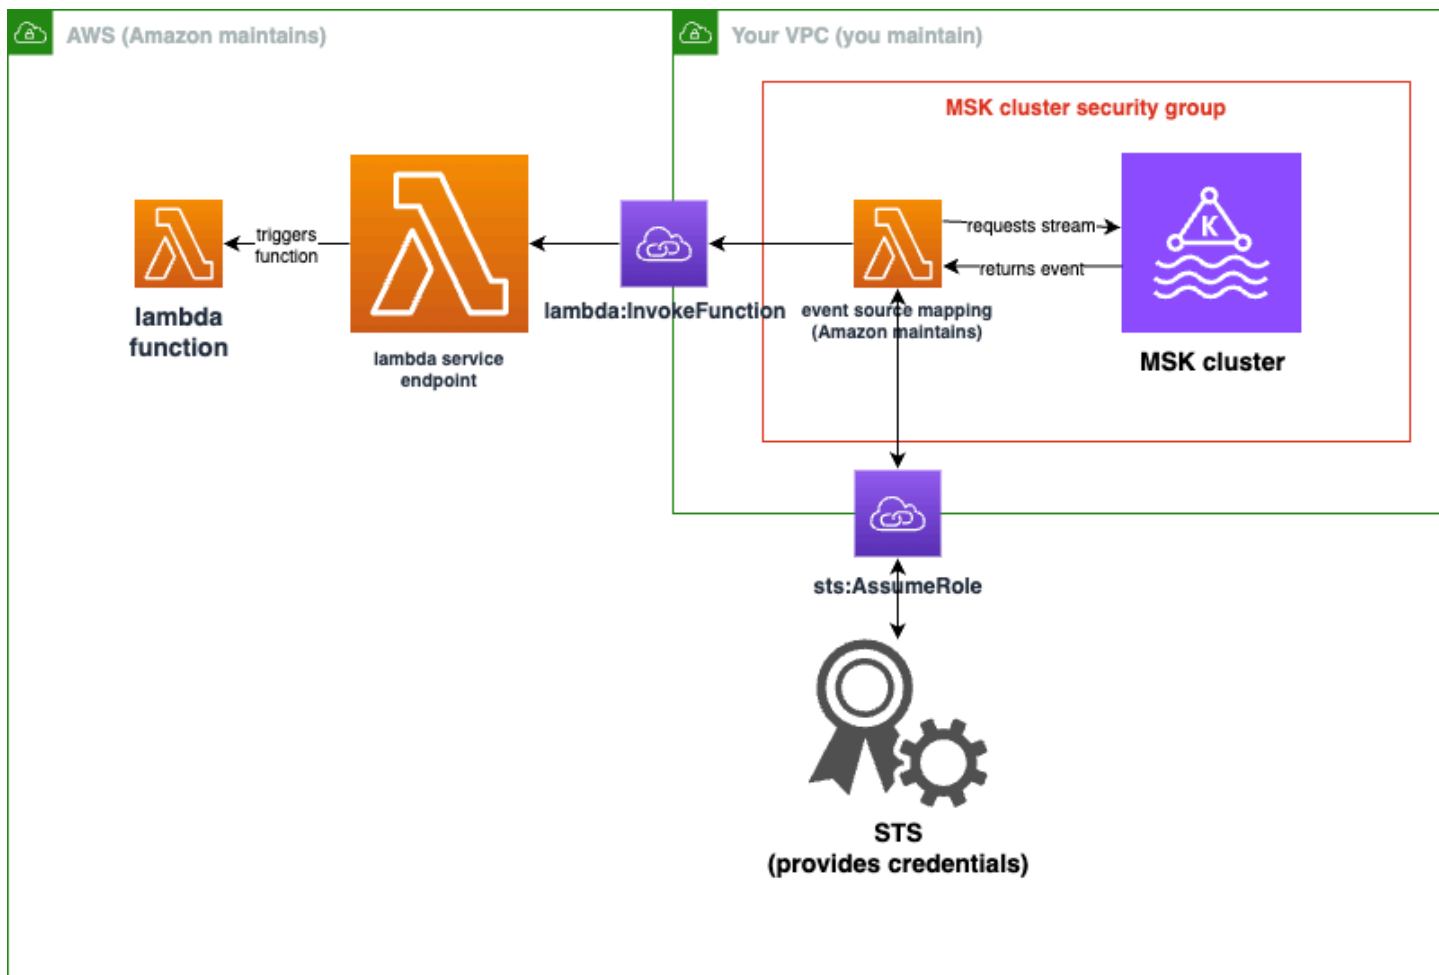 AWS (Amazon maintains)
Your VPC (you maintain)
MSK cluster security group
K
triggers
function
requests stream
returns event
lambda
function
lambda service
endpoint
lambda:InvokeFunction
event source mapping
(Amazon maintains)
MSK cluster
sts:AssumeRole
STS
(provides credentials)